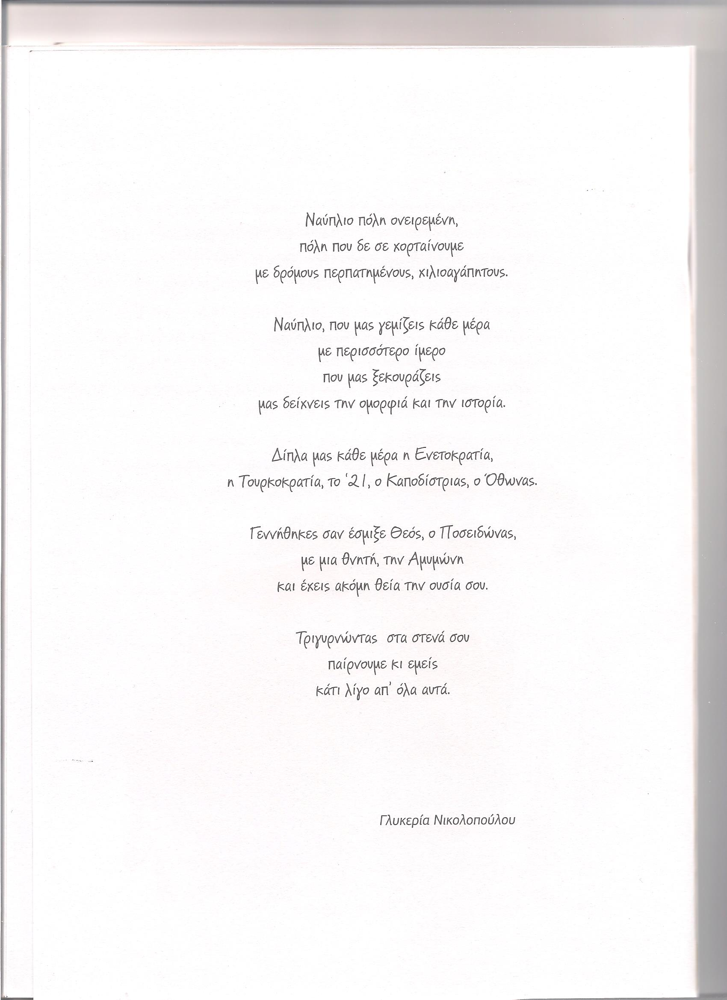 Ναύπλιο πόλη ονειρεμένη,
πόλη που δε σε χορταίνουμε
με δρόμους περπατημένους, χιλιοαγάπητους.
Ναύπλιο, που μας γεμίζεις κάθε μέρα
με περισσότερο ίμερο
που μας ξεκουράζεις
μας δείχνεις την ομορφιά και την ιστορία.
Δίπλα μας κάθε μέρα η Ενετοκρατία,
η Τουρκοκρατία, το ‘21, ο Καποδίστριας, ο Όθωνας.
Γεννήθηκες σαν έσμιξε Θεός, ο Ποσειδώνας,
με μια θνητή, την Αμυμώνη
και έχεις ακόμη θεία την ουσία σου.
Τριγυρνώντας στα στενά σου
παίρνουμε κι εμείς
κάτι λίγο απ’ όλα αυτά.
Γλυκερία Νικολοπούλου